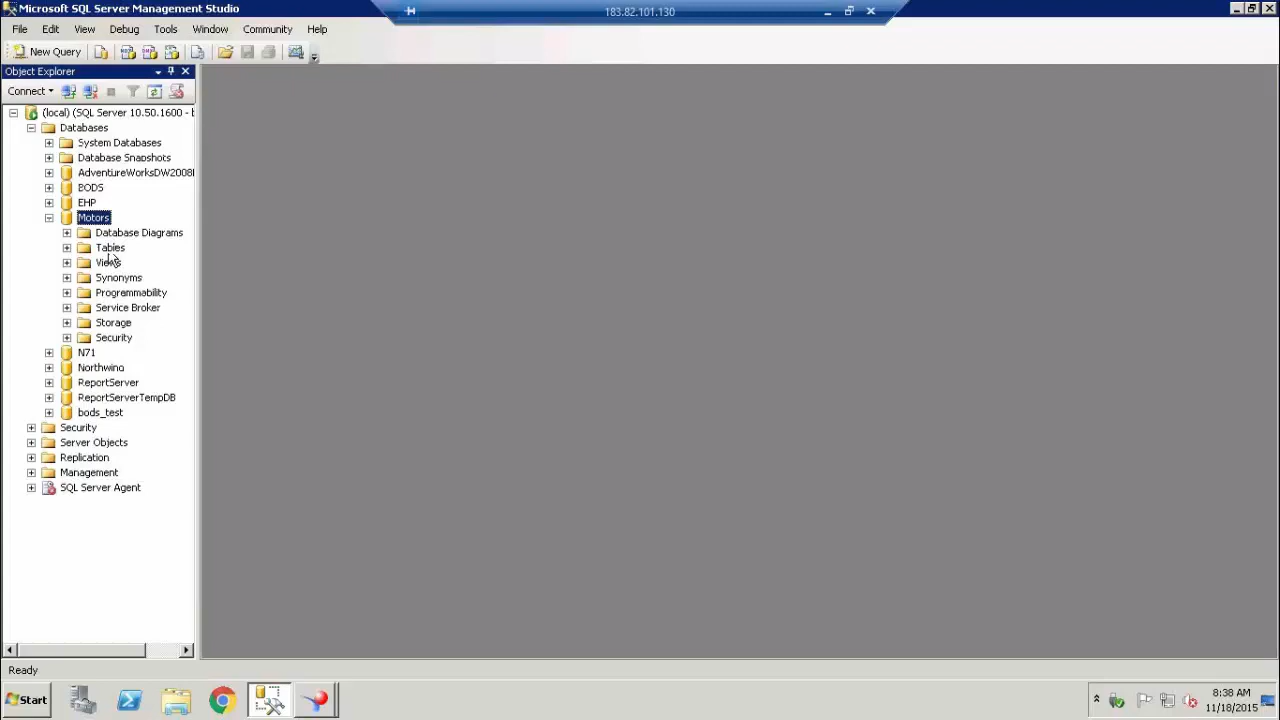 Microsoft SQL Server Management Studio
183.82.101.130
File Edit View Debug Tools Window Community Help
New Query
Object Explorer
Connect
(local) (SQL Server 10.50.1600 - 
Databases
System Databases
Database Snapshots
AdventureWorksDW2008
BODS
EHP
Motors
Database Diagrams
Tables
Views
Synonyms
Programmability
Service Broker
Storage
Security
N71
Northwind
ReportServer
ReportServerTempDB
bods_test
Security
Server Objects
Replication
Management
SQL Server Agent
Ready
Start
8:38 AM
11/18/2015